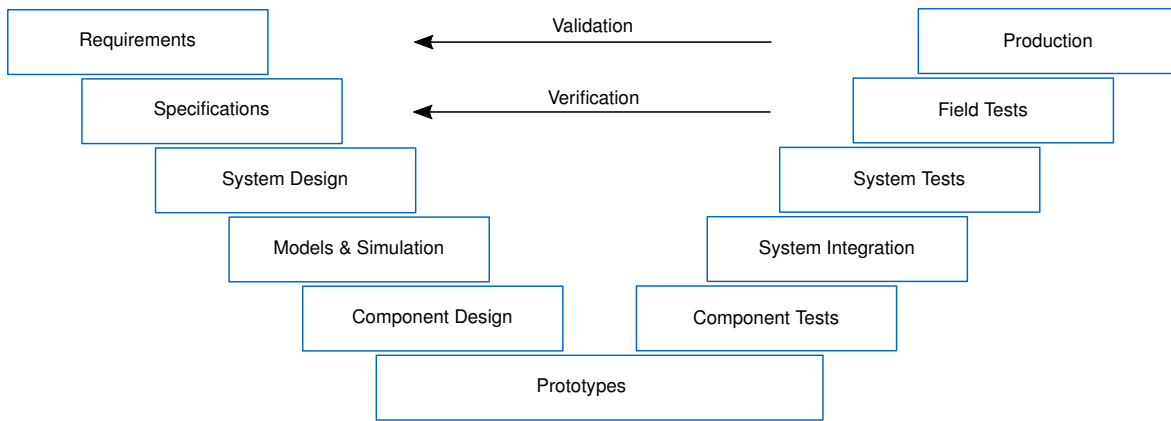 Requirements
Validation
Production
Specifications
Verification
Field Tests
System Design
System Tests
Models & Simulation
System Integration
Component Design
Component Tests
Prototypes